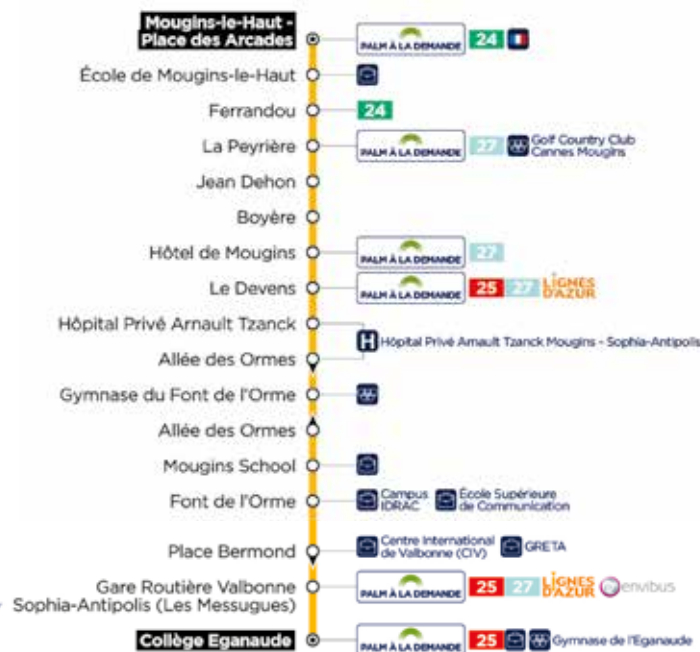 Mougins-le-Haut -
Place des Arcades
PALM À LA DEMANDE 24
École de Mougins-le-Haut
Ferrandou 24
La Peyrière PALM À LA DEMANDE 27 Golf Country Club
Cannes Mougins
Jean Dehon
Boyère
Hôtel de Mougins PALM À LA DEMANDE 27
Le Devens PALM À LA DEMANDE 25 27 LIGNES
D'AZUR
Hôpital Privé Arnault Tzanck
H Hôpital Privé Arnault Tzanck Mougins - Sophia-Antipolis
Allée des Ormes
Gymnase du Font de l'Orme
Allée des Ormes
Mougins School
Font de l'Orme Campus
IDRAC École Supérieure
de Communication
Place Bermond Centre International
de Valbonne (CIV) GRETA
Gare Routière Valbonne
Sophia-Antipolis (Les Messugues)
PALM À LA DEMANDE 25 27 LIGNES
D'AZUR envibus
Collège Eganaude PALM À LA DEMANDE 25 Gymnase de l'Eganaude